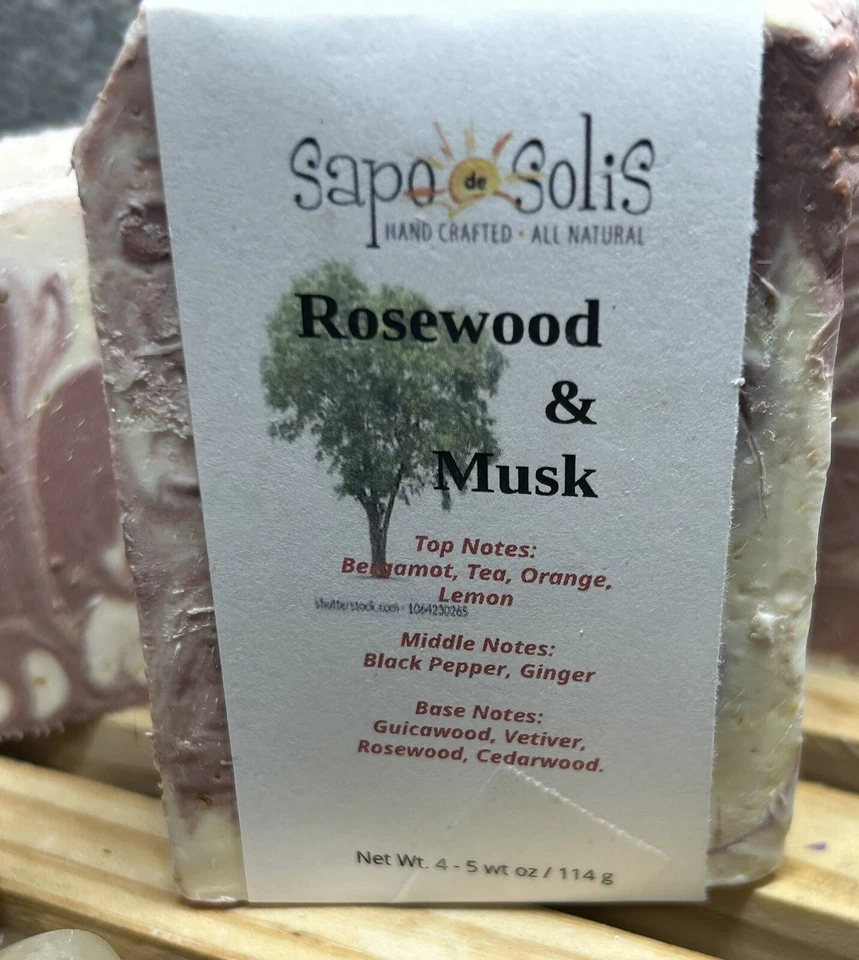 Sapo de Solis
HAND CRAFTED • ALL NATURAL
Rosewood
&
Musk
Top Notes:
Bergamot, Tea, Orange,
Lemon
shutterstock.com · 1064230265
Middle Notes:
Black Pepper, Ginger
Base Notes:
Guicawood, Vetiver,
Rosewood, Cedarwood.
Net Wt. 4 - 5 wt oz / 114 g